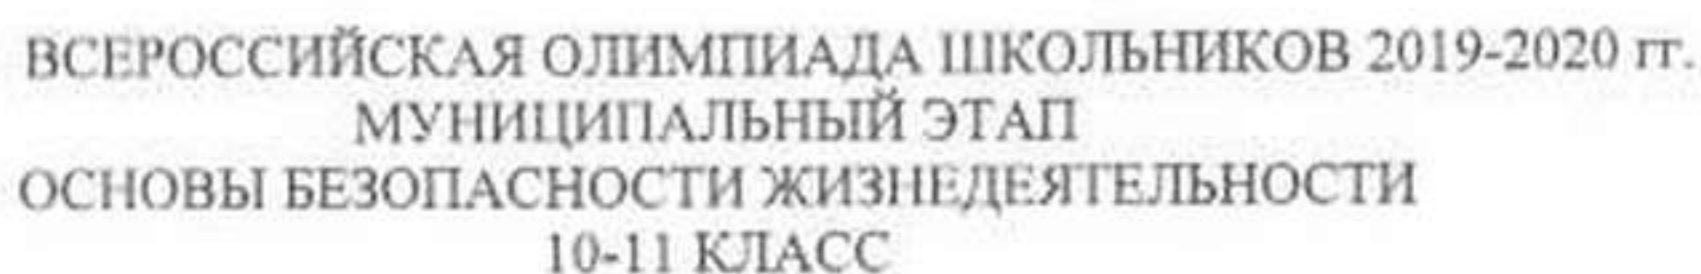 ВСЕРОССИЙСКАЯ ОЛИМПИАДА ШКОЛЬНИКОВ 2019-2020 гг.
МУНИЦИПАЛЬНЫЙ ЭТАП
ОСНОВЫ БЕЗОПАСНОСТИ ЖИЗНЕДЕЯТЕЛЬНОСТИ
10-11 КЛАСС